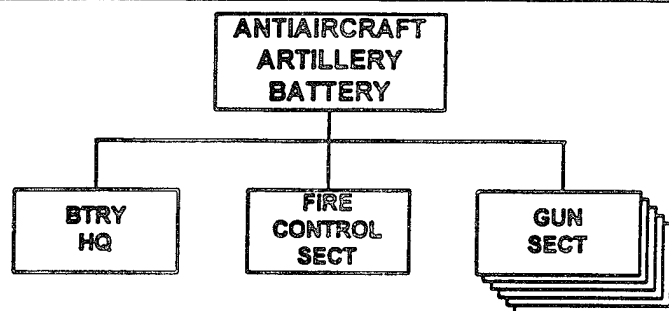 ANTIAIRCRAFT
ARTILLERY
BATTERY
BTRY
HQ
FIRE
CONTROL
SECT
GUN
SECT